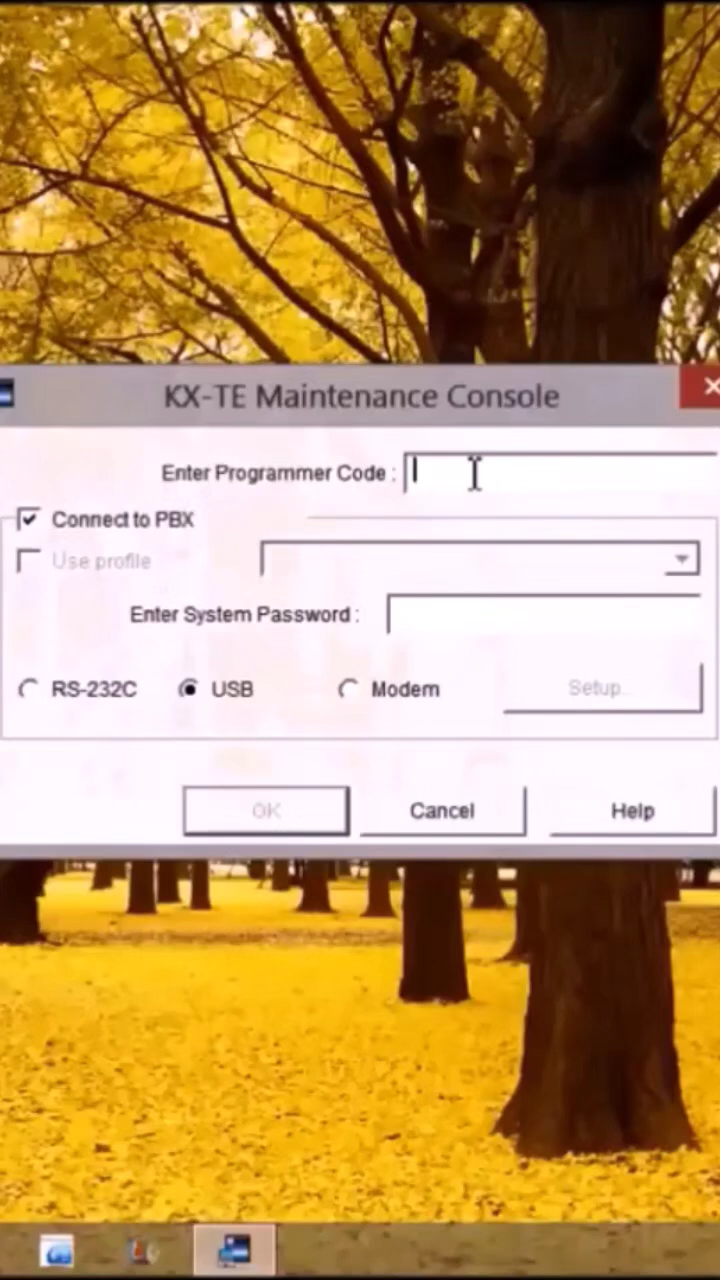 KX-TE Maintenance Console
Enter Programmer Code :
Connect to PBX
Use profile
Enter System Password :
RS-232C USB Modem Setup..
OK Cancel Help